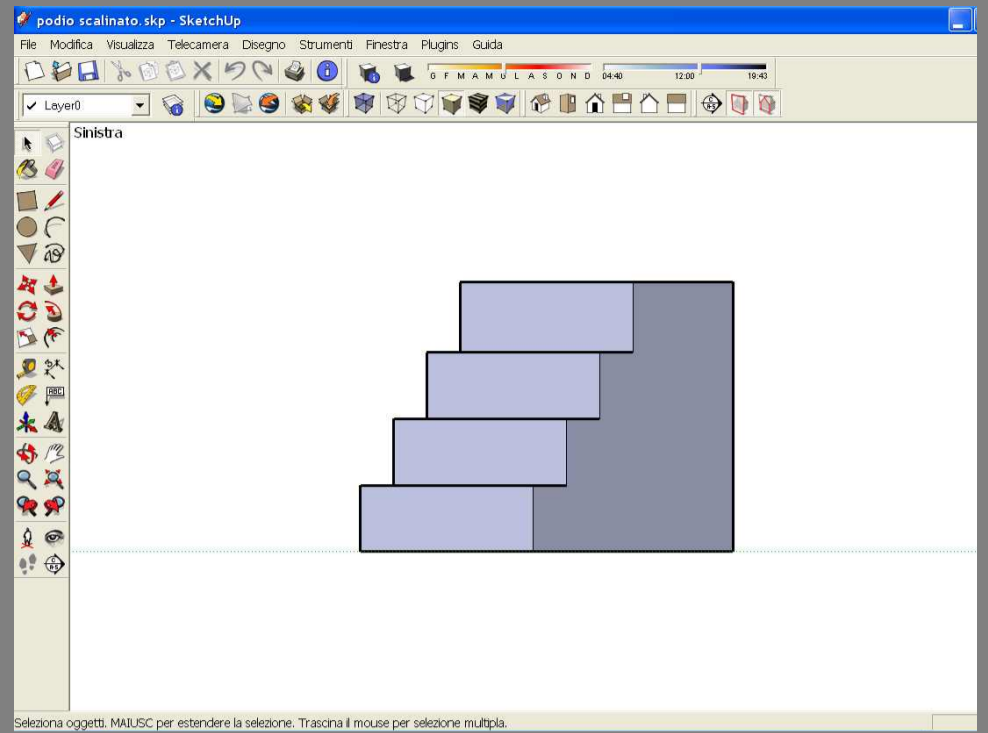 podio scalinato.skp - SketchUp
File Modifica Visualizza Telecamera Disegno Strumenti Finestra Plugins Guida
G F M A M J L A S O N D 04:40 12:00 19:43
Layer0
Sinistra
ABC
Seleziona oggetti. MAIUSC per estendere la selezione. Trascina il mouse per selezione multipla.